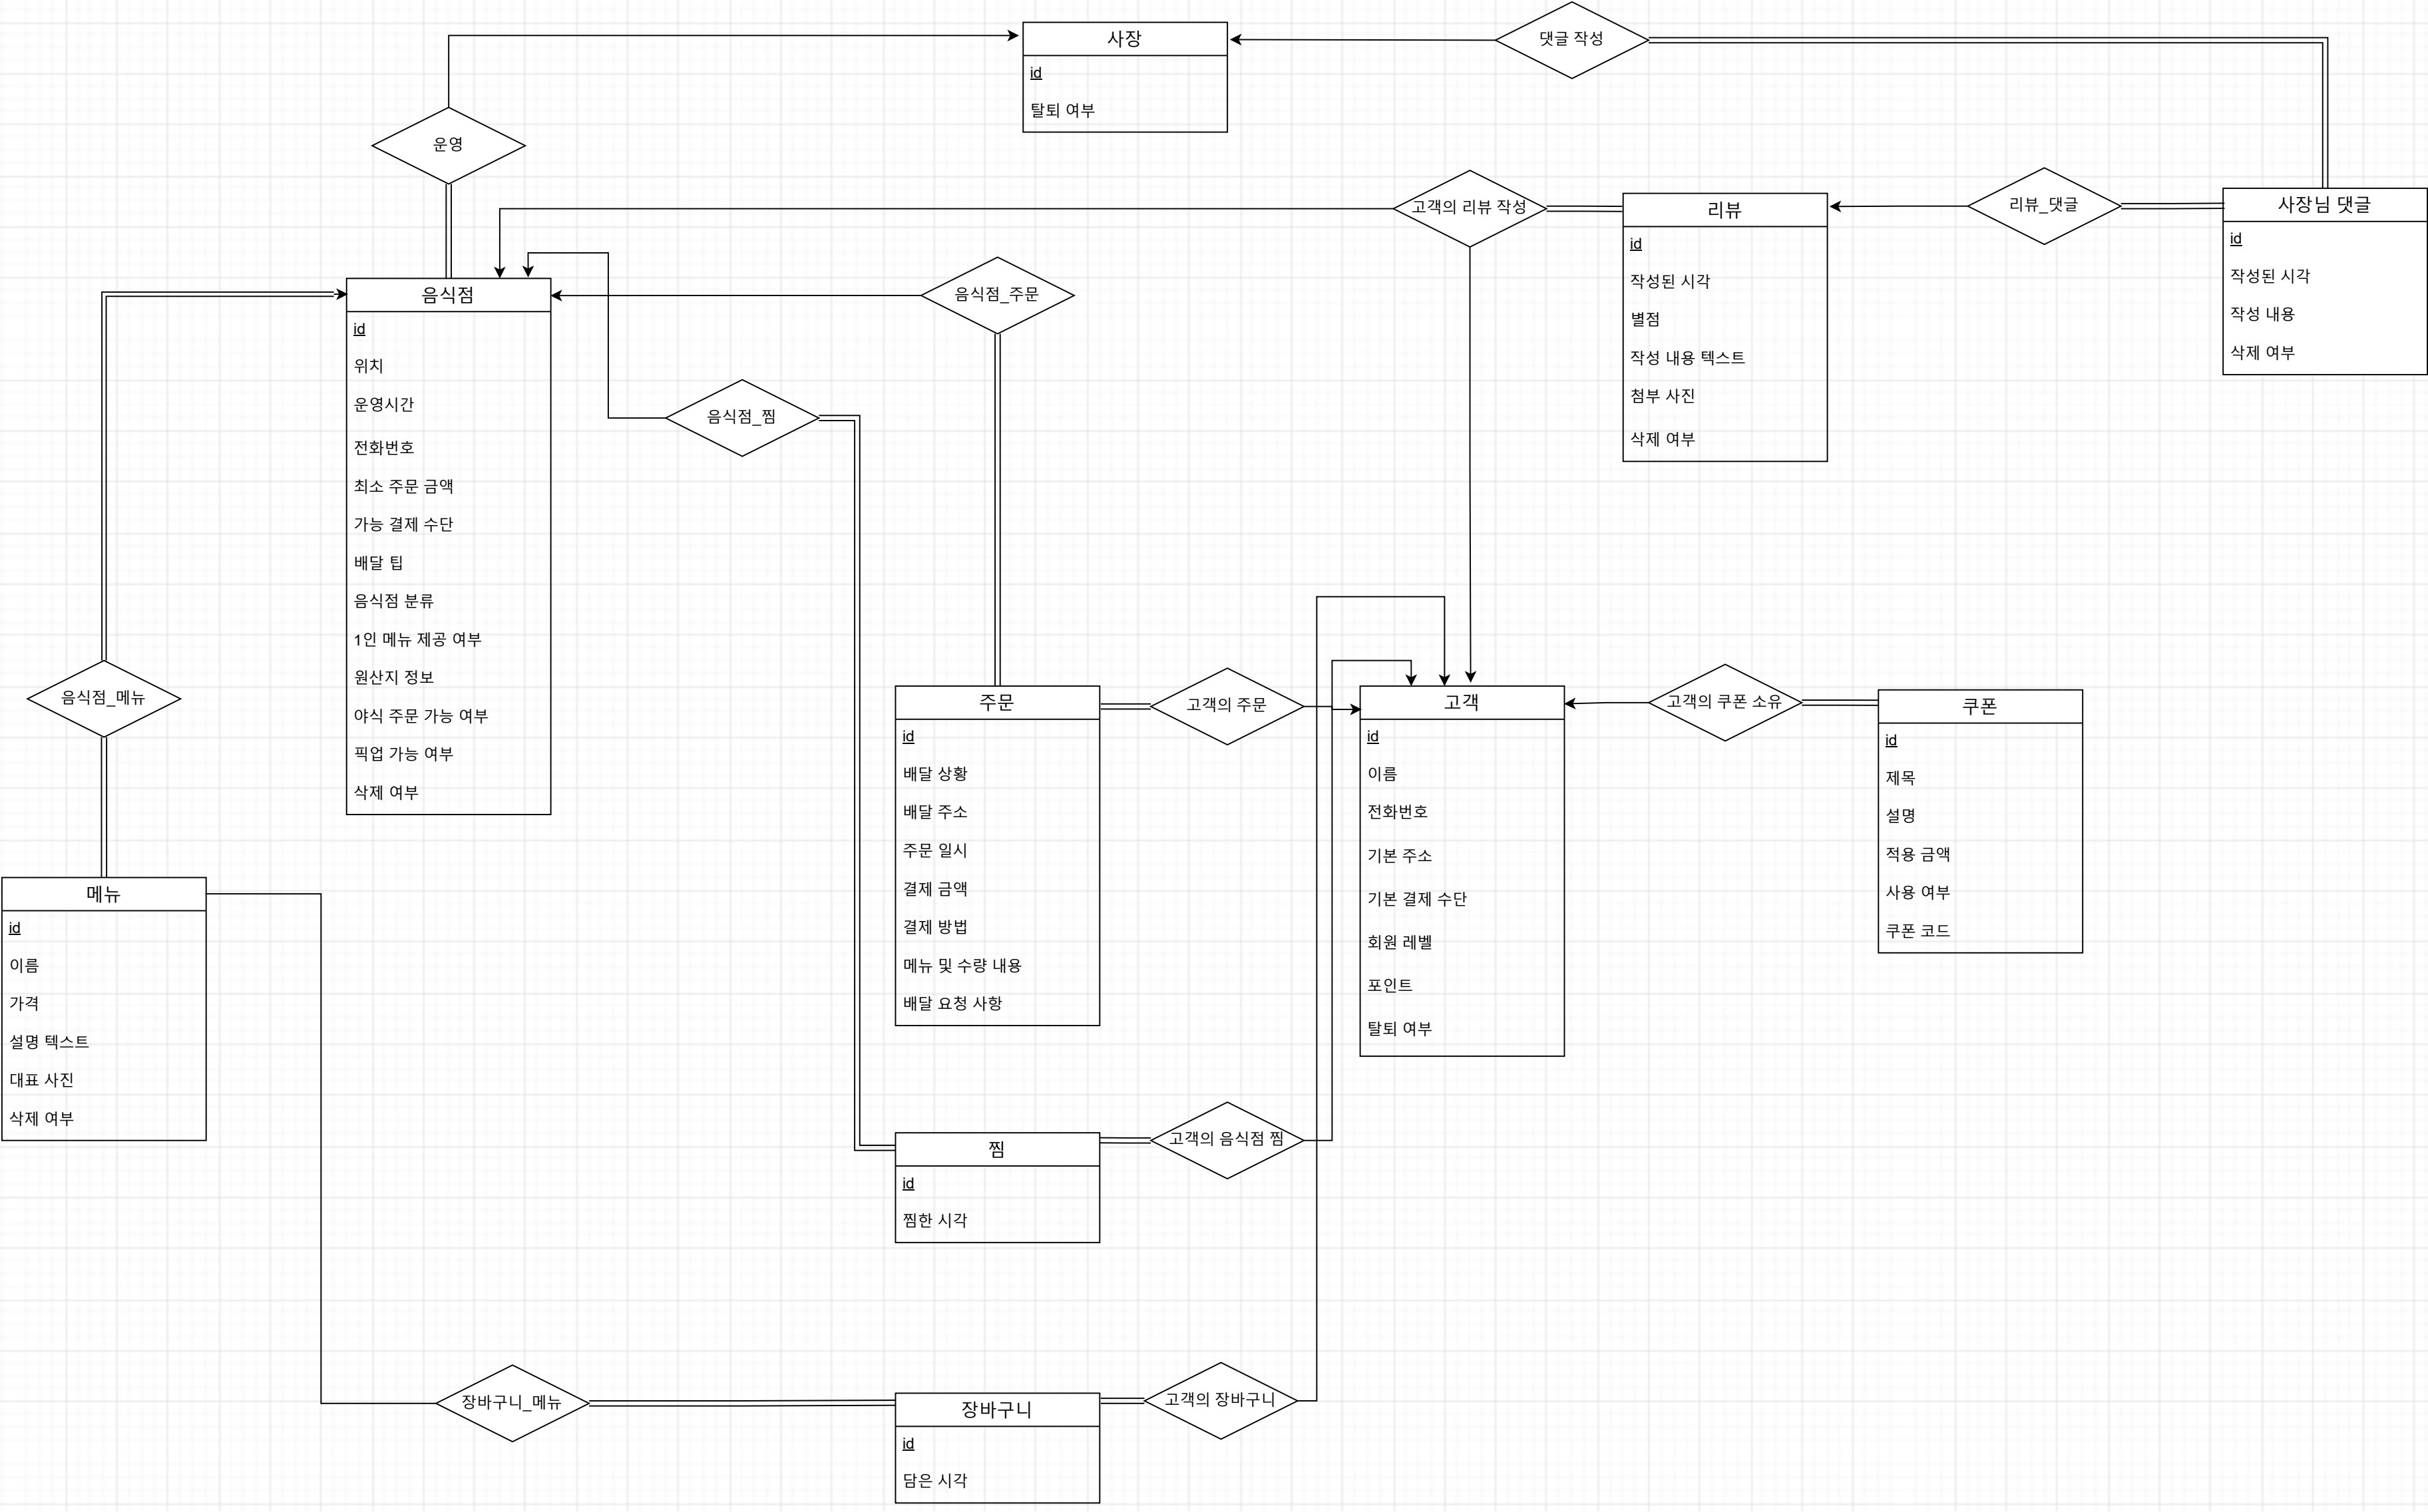 사장
id
탈퇴 여부
댓글 작성
운영
고객의 리뷰 작성
리뷰
id
작성된 시각
별점
작성 내용 텍스트
첨부 사진
삭제 여부
리뷰_댓글
사장님 댓글
id
작성된 시각
작성 내용
삭제 여부
음식점
id
위치
운영시간
전화번호
최소 주문 금액
가능 결제 수단
배달 팁
음식점 분류
1인 메뉴 제공 여부
원산지 정보
야식 주문 가능 여부
픽업 가능 여부
삭제 여부
음식점_주문
음식점_찜
음식점_메뉴
주문
id
배달 상황
배달 주소
주문 일시
결제 금액
결제 방법
메뉴 및 수량 내용
배달 요청 사항
고객의 주문
고객
id
이름
전화번호
기본 주소
기본 결제 수단
회원 레벨
포인트
탈퇴 여부
고객의 쿠폰 소유
쿠폰
id
제목
설명
적용 금액
사용 여부
쿠폰 코드
메뉴
id
이름
가격
설명 텍스트
대표 사진
삭제 여부
찜
id
찜한 시각
고객의 음식점 찜
장바구니_메뉴
장바구니
id
담은 시각
고객의 장바구니